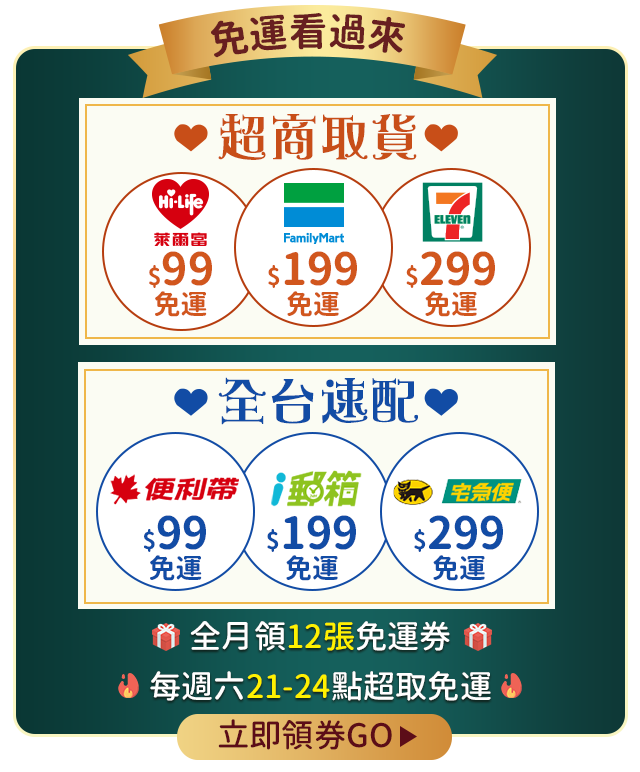 免運看過來
超商取貨
Hi-Life
萊爾富
$99
免運
FamilyMart
$199
免運
7
ELEVEn
$299
免運
全台速配
便利帶
$99
免運
i郵箱
$199
免運
宅急便
$299
免運
全月領12張免運券
每週六21-24點超取免運
立即領券GO